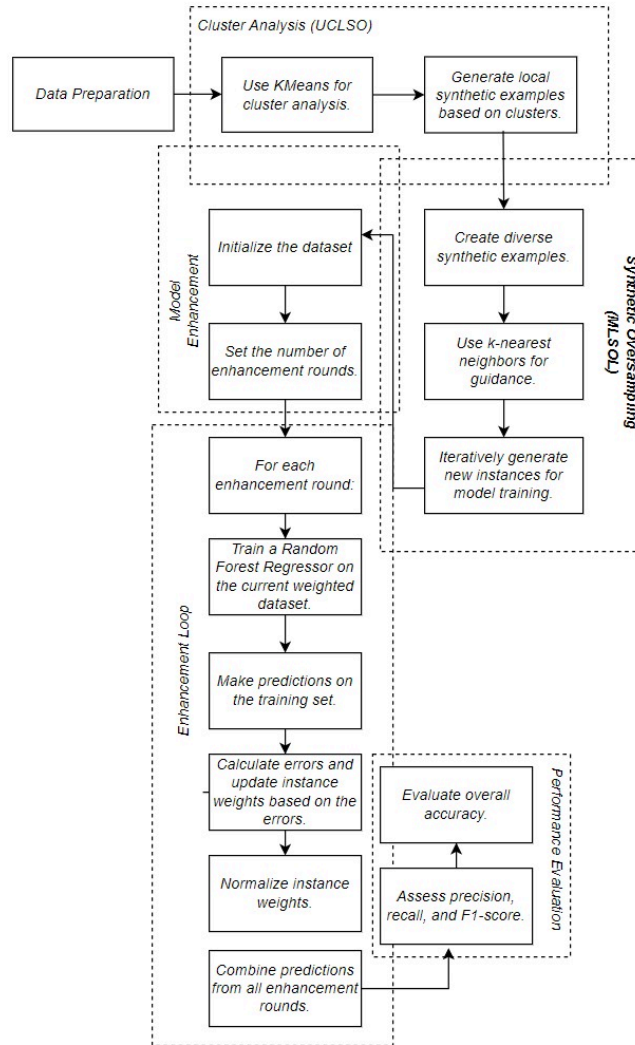 Cluster Analysis (UCLSO)
Data Preparation
Use KMeans for
cluster analysis.
Generate local
synthetic examples
based on clusters.
Model
Enhancement
Initialize the dataset
Set the number of
enhancement rounds.
Create diverse
synthetic examples.
Use k-nearest
neighbors for
guidance.
Iteratively generate
new instances for
model training.
Synthetic Oversampling
(MLSOL)
Enhancement Loop
For each
enhancement round:
Train a Random
Forest Regressor on
the current weighted
dataset.
Make predictions on
the training set.
Calculate errors and
update instance
weights based on the
errors.
Normalize instance
weights.
Combine predictions
from all enhancement
rounds.
Evaluate overall
accuracy.
Assess precision,
recall, and F1-score.
Performance Evaluation